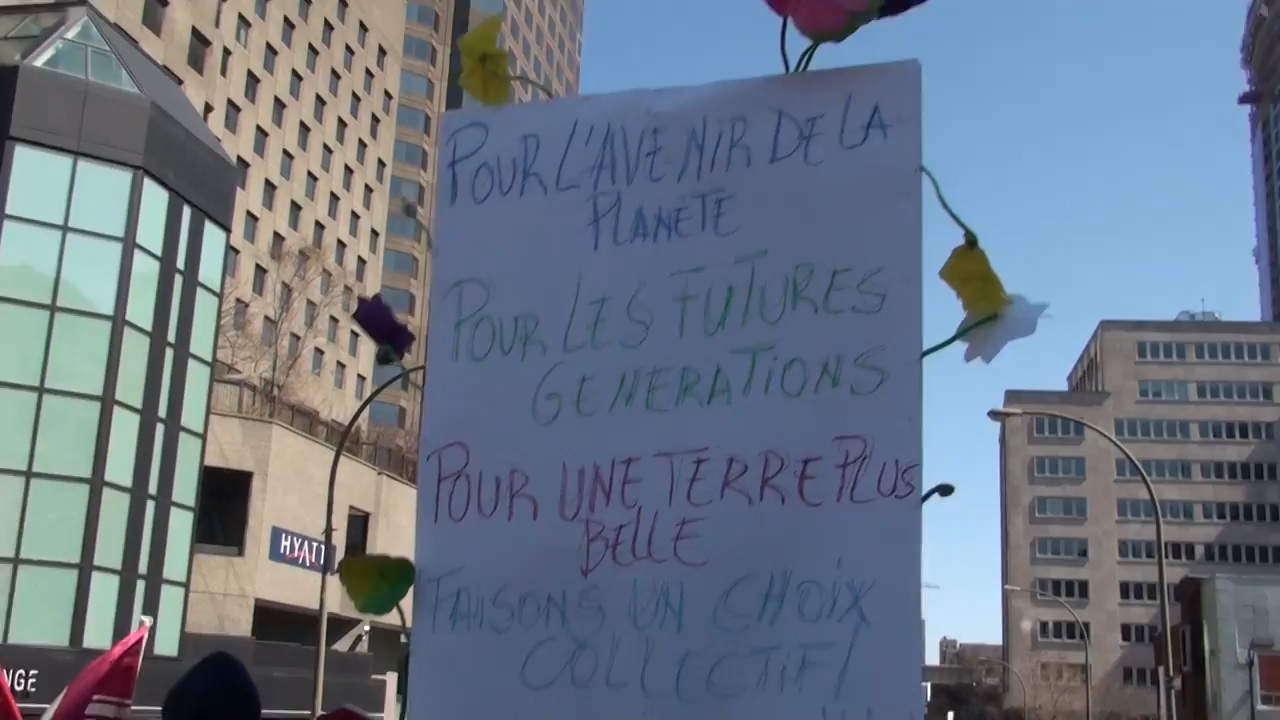 POUR L'AVENIR DE LA
PLANETE
POUR LES FUTURES
GENERATIONS
POUR UNE TERRE PLUS
BELLE
FAISONS UN CHOIX
COLLECTIF!
HYATT
NGE